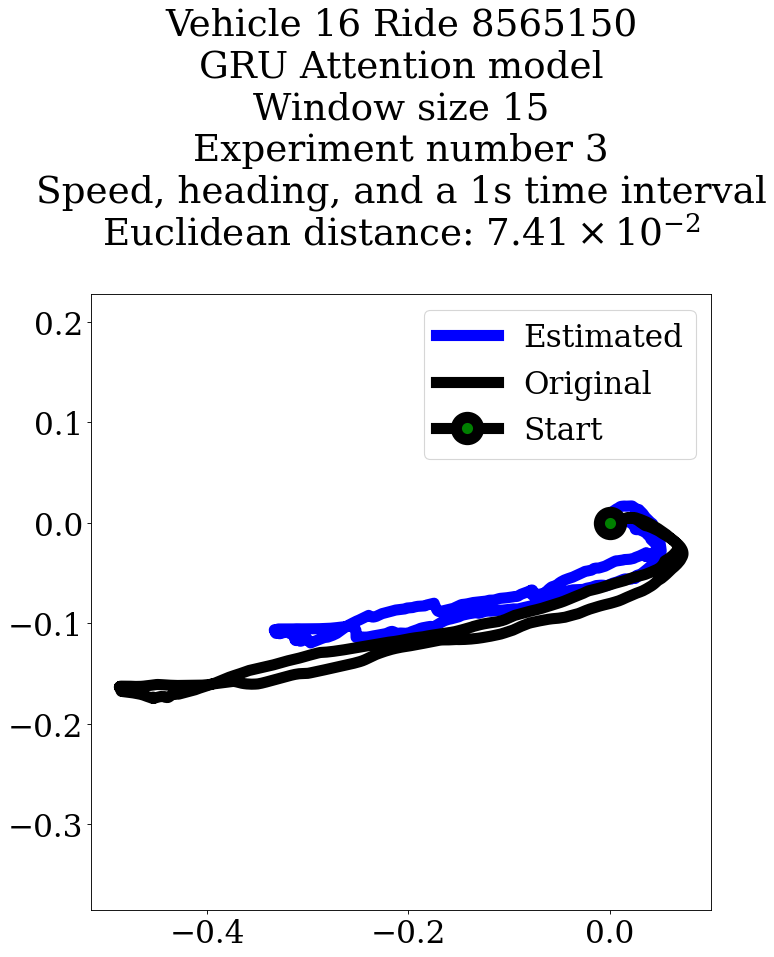 Vehicle 16 Ride 8565150
GRU Attention model
Window size 15
Experiment number 3
Speed, heading, and a 1s time interval
Euclidean distance: 7.41 × 10⁻²
Estimated
Original
Start
0.2
0.1
0.0
−0.1
−0.2
−0.3
−0.4
−0.2
0.0